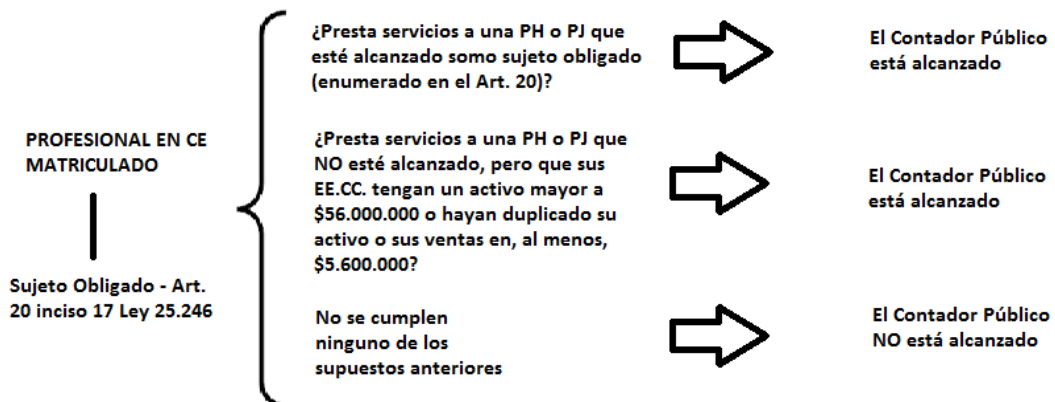 PROFESIONAL EN CE
MATRICULADO
Sujeto Obligado - Art.
20 inciso 17 Ley 25.246
¿Presta servicios a una PH o PJ que
esté alcanzado somo sujeto obligado
(enumerado en el Art. 20)?
El Contador Público
está alcanzado
¿Presta servicios a una PH o PJ que
NO esté alcanzado, pero que sus
EE.CC. tengan un activo mayor a
$56.000.000 o hayan duplicado su
activo o sus ventas en, al menos,
$5.600.000?
El Contador Público
está alcanzado
No se cumplen
ninguno de los
supuestos anteriores
El Contador Público
NO está alcanzado